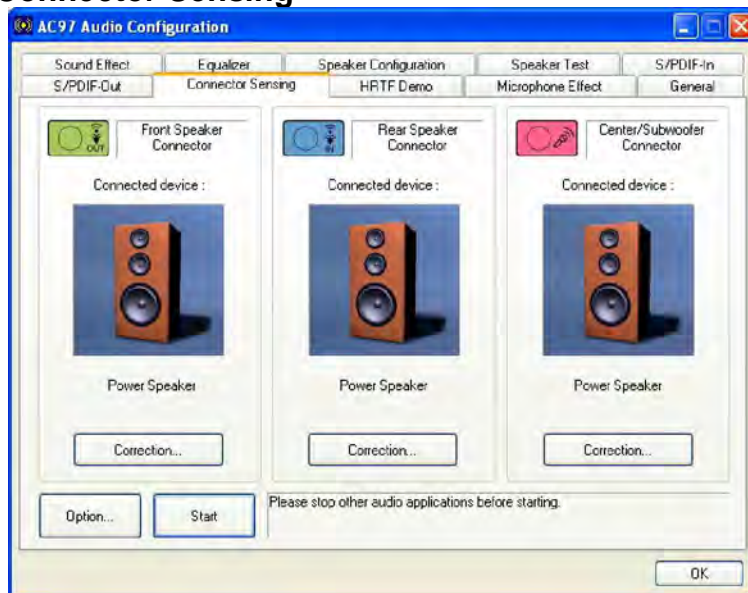 Connector Sensing
AC97 Audio Configuration
Sound Effect Equalizer Speaker Configuration Speaker Test S/PDIF-In
S/PDIF-Out Connector Sensing HRTF Demo Microphone Effect General
OUT Front Speaker Connector
IN Rear Speaker Connector
Center/Subwoofer Connector
Connected device : Connected device : Connected device :
Power Speaker Power Speaker Power Speaker
Correction... Correction... Correction...
Option... Start Please stop other audio applications before starting.
OK